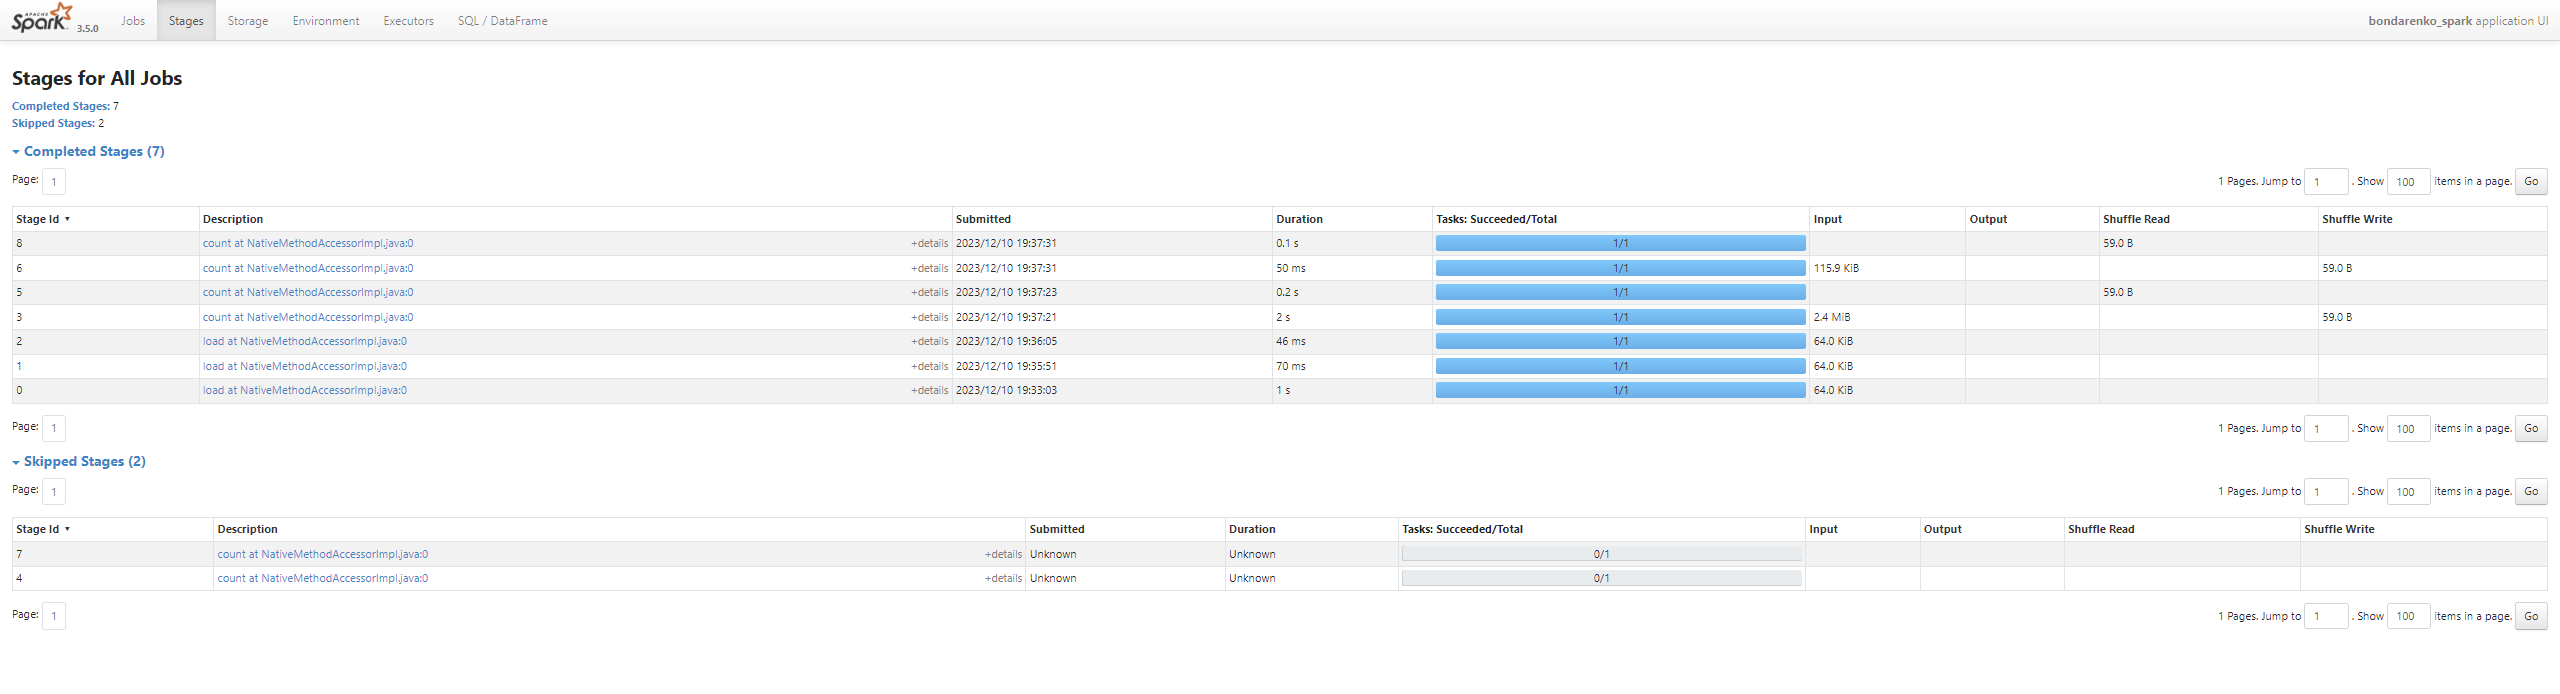 APACHE Spark 3.5.0 Jobs Stages Storage Environment Executors SQL / DataFrame bondarenko_spark application UI
Stages for All Jobs
Completed Stages: 7
Skipped Stages: 2
Completed Stages (7)
Page: 1 1 Pages. Jump to 1 . Show 100 items in a page. Go
Stage Id Description Submitted Duration Tasks: Succeeded/Total Input Output Shuffle Read Shuffle Write
8 count at NativeMethodAccessorImpl.java:0 +details 2023/12/10 19:37:31 0.1 s 1/1 59.0 B
6 count at NativeMethodAccessorImpl.java:0 +details 2023/12/10 19:37:31 50 ms 1/1 115.9 KiB 59.0 B
5 count at NativeMethodAccessorImpl.java:0 +details 2023/12/10 19:37:23 0.2 s 1/1 59.0 B
3 count at NativeMethodAccessorImpl.java:0 +details 2023/12/10 19:37:21 2 s 1/1 2.4 MiB 59.0 B
2 load at NativeMethodAccessorImpl.java:0 +details 2023/12/10 19:36:05 46 ms 1/1 64.0 KiB
1 load at NativeMethodAccessorImpl.java:0 +details 2023/12/10 19:35:51 70 ms 1/1 64.0 KiB
0 load at NativeMethodAccessorImpl.java:0 +details 2023/12/10 19:33:03 1 s 1/1 64.0 KiB
Page: 1 1 Pages. Jump to 1 . Show 100 items in a page. Go
Skipped Stages (2)
Page: 1 1 Pages. Jump to 1 . Show 100 items in a page. Go
Stage Id Description Submitted Duration Tasks: Succeeded/Total Input Output Shuffle Read Shuffle Write
7 count at NativeMethodAccessorImpl.java:0 +details Unknown Unknown 0/1
4 count at NativeMethodAccessorImpl.java:0 +details Unknown Unknown 0/1
Page: 1 1 Pages. Jump to 1 . Show 100 items in a page. Go